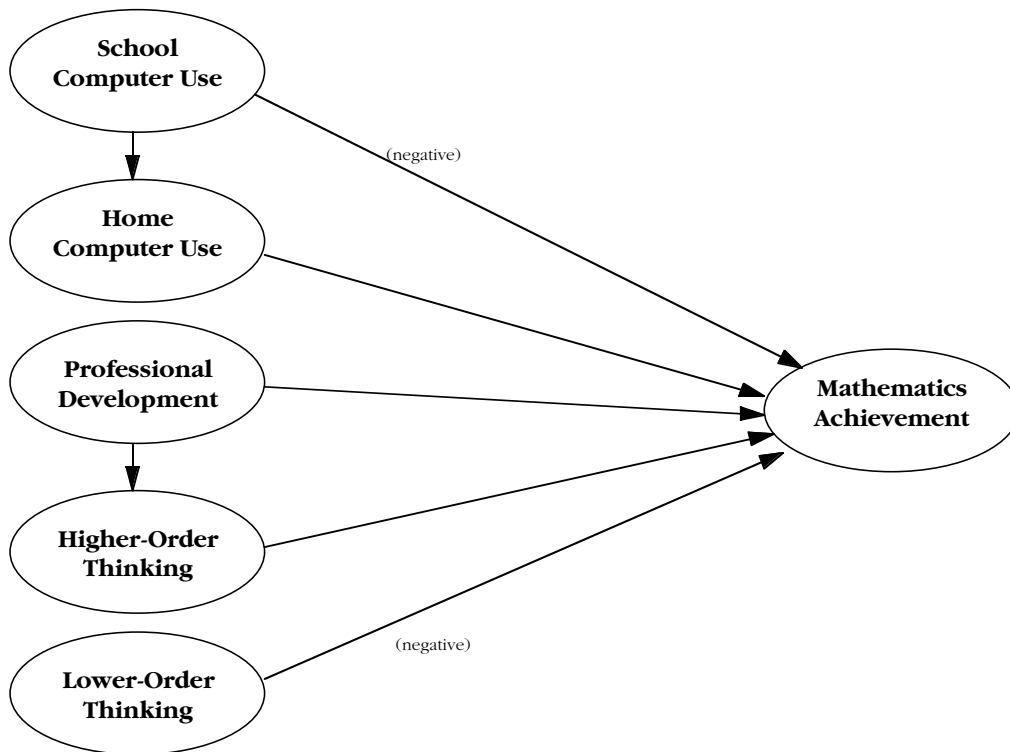 School
Computer Use
(negative)
Home
Computer Use
Professional
Development
Mathematics
Achievement
Higher-Order
Thinking
(negative)
Lower-Order
Thinking